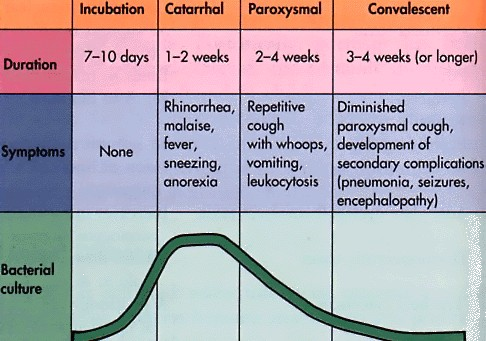 Incubation Catarrhal Paroxysmal Convalescent
Duration 7–10 days 1–2 weeks 2–4 weeks 3–4 weeks (or longer)
Symptoms
None
Rhinorrhea,
malaise,
fever,
sneezing,
anorexia
Repetitive
cough
with whoops,
vomiting,
leukocytosis
Diminished
paroxysmal cough,
development of
secondary complications
(pneumonia, seizures,
encephalopathy)
Bacterial
culture